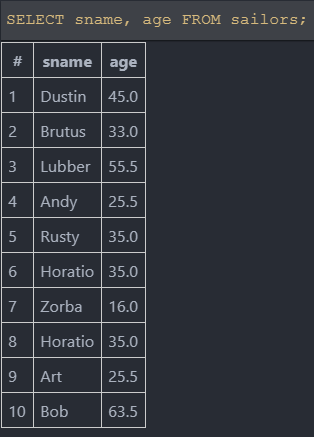 SELECT sname, age FROM sailors;
# sname age
1 Dustin 45.0
2 Brutus 33.0
3 Lubber 55.5
4 Andy 25.5
5 Rusty 35.0
6 Horatio 35.0
7 Zorba 16.0
8 Horatio 35.0
9 Art 25.5
10 Bob 63.5